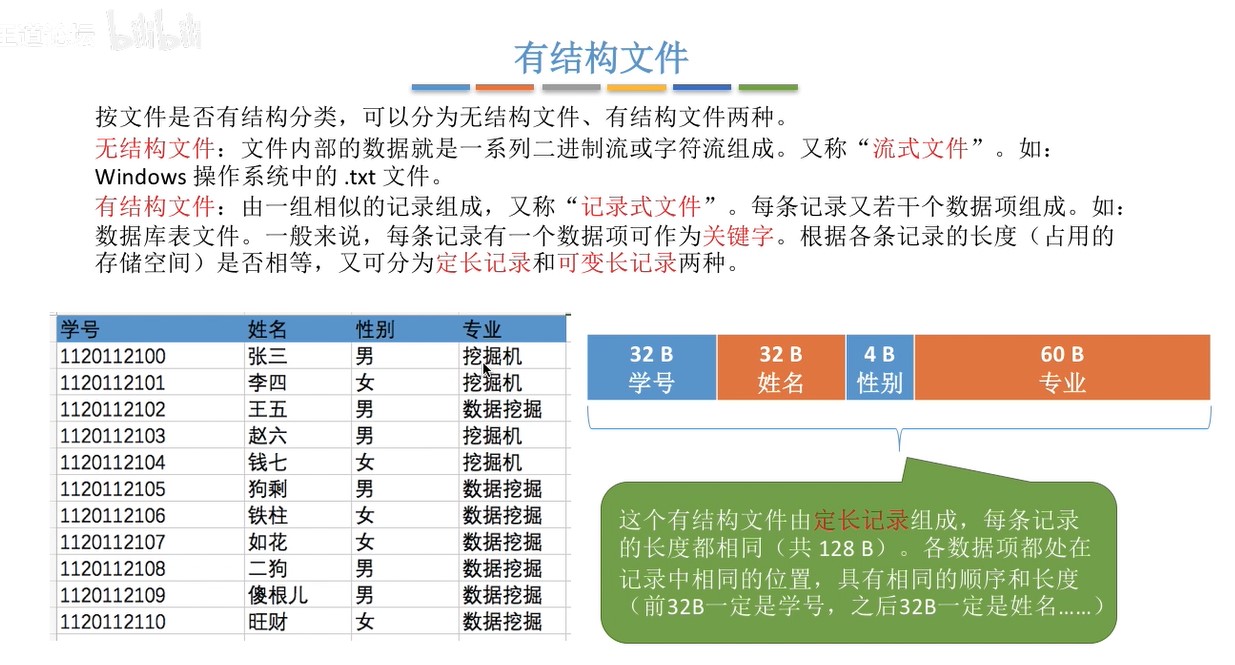 王道论坛 bilibili
有结构文件
按文件是否有结构分类，可以分为无结构文件、有结构文件两种。
无结构文件：文件内部的数据就是一系列二进制流或字符流组成。又称“流式文件”。如：
Windows 操作系统中的 .txt 文件。
有结构文件：由一组相似的记录组成，又称“记录式文件”。每条记录又若干个数据项组成。如：
数据库表文件。一般来说，每条记录有一个数据项可作为关键字。根据各条记录的长度（占用的
存储空间）是否相等，又可分为定长记录和可变长记录两种。
学号 姓名 性别 专业
1120112100 张三 男 挖掘机
1120112101 李四 女 挖掘机
1120112102 王五 男 数据挖掘
1120112103 赵六 男 挖掘机
1120112104 钱七 女 挖掘机
1120112105 狗剩 男 数据挖掘
1120112106 铁柱 女 数据挖掘
1120112107 如花 女 数据挖掘
1120112108 二狗 男 数据挖掘
1120112109 傻根儿 男 数据挖掘
1120112110 旺财 女 数据挖掘
32 B 32 B 4 B 60 B
学号 姓名 性别 专业
这个有结构文件由定长记录组成，每条记录
的长度都相同（共 128 B）。各数据项都处在
记录中相同的位置，具有相同的顺序和长度
（前32B一定是学号，之后32B一定是姓名……）